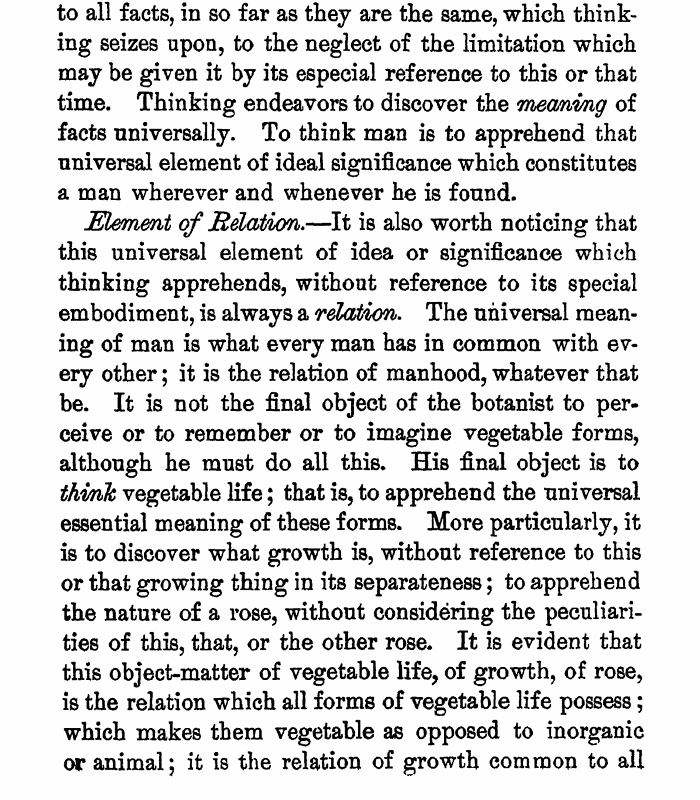 to all facts, in so far as they are the same, which think-
ing seizes upon, to the neglect of the limitation which
may be given it by its especial reference to this or that
time. Thinking endeavors to discover the meaning of
facts universally. To think man is to apprehend that
universal element of ideal significance which constitutes
a man wherever and whenever he is found.
Element of Relation.—It is also worth noticing that
this universal element of idea or significance which
thinking apprehends, without reference to its special
embodiment, is always a relation. The universal mean-
ing of man is what every man has in common with ev-
ery other; it is the relation of manhood, whatever that
be. It is not the final object of the botanist to per-
ceive or to remember or to imagine vegetable forms,
although he must do all this. His final object is to
think vegetable life; that is, to apprehend the universal
essential meaning of these forms. More particularly, it
is to discover what growth is, without reference to this
or that growing thing in its separateness; to apprehend
the nature of a rose, without considering the peculiari-
ties of this, that, or the other rose. It is evident that
this object-matter of vegetable life, of growth, of rose,
is the relation which all forms of vegetable life possess;
which makes them vegetable as opposed to inorganic
or animal; it is the relation of growth common to all